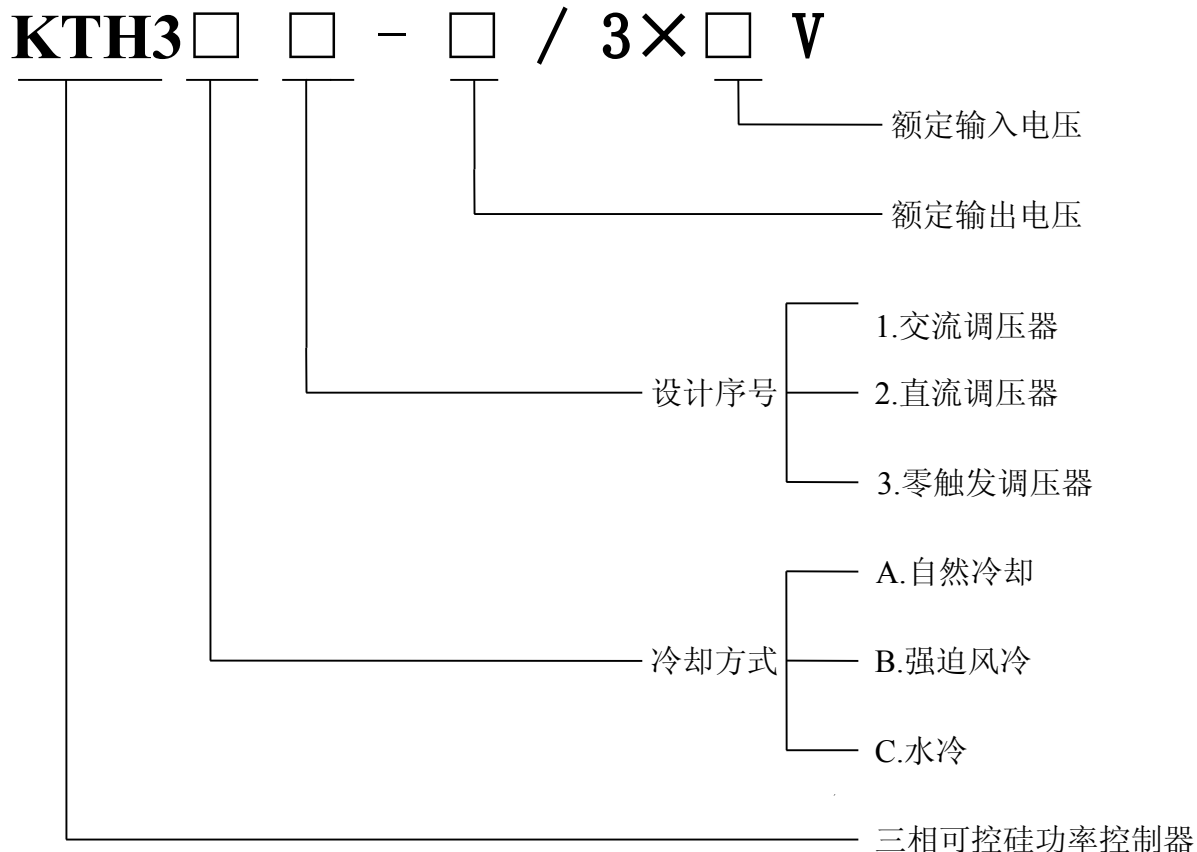 KTH3□ □ - □ / 3×□ V
额定输入电压
额定输出电压
1.交流调压器
设计序号
2.直流调压器
3.零触发调压器
A.自然冷却
冷却方式
B.强迫风冷
C.水冷
三相可控硅功率控制器